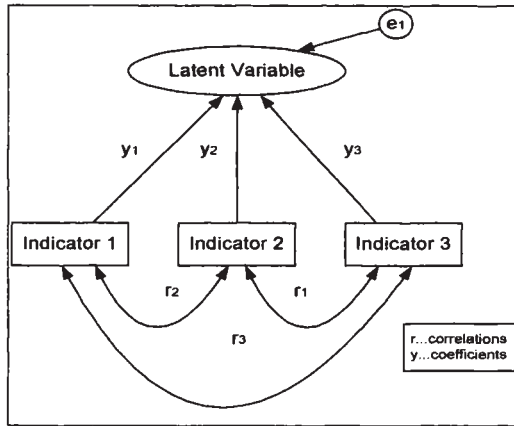 e1
Latent Variable
y1 y2 y3
Indicator 1 Indicator 2 Indicator 3
r2 r1
r3
r...correlations
y...coefficients